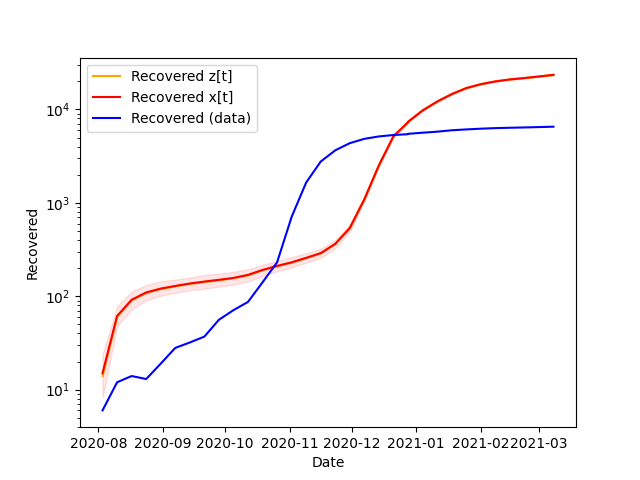 Recovered z[t]
Recovered x[t]
Recovered (data)
10^4
10^3
10^2
10^1
Recovered
2020-08 2020-09 2020-10 2020-11 2020-12 2021-01 2021-02 2021-03
Date